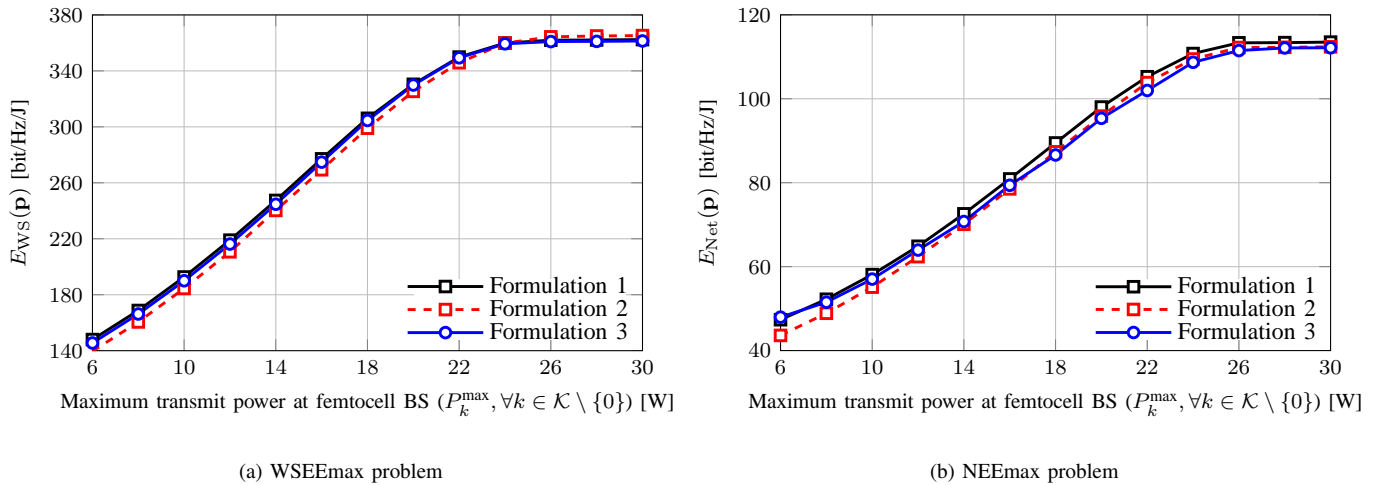 380
340
300
260
220
180
140
E_WS(p) [bit/Hz/J]
Formulation 1
Formulation 2
Formulation 3
6 10 14 18 22 26 30
Maximum transmit power at femtocell BS (P_k^max, ∀k ∈ K \ {0}) [W]
(a) WSEEmax problem
120
100
80
60
40
E_Net(p) [bit/Hz/J]
Formulation 1
Formulation 2
Formulation 3
6 10 14 18 22 26 30
Maximum transmit power at femtocell BS (P_k^max, ∀k ∈ K \ {0}) [W]
(b) NEEmax problem